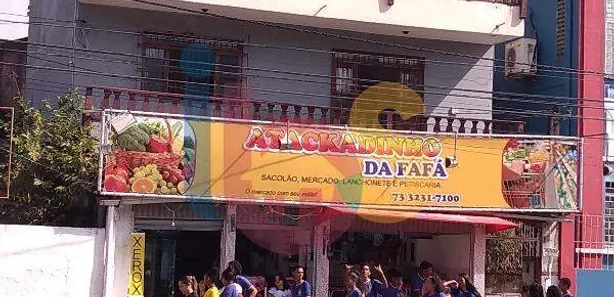 ATACKADINHO
DA FAFÁ
SACOLÃO, MERCADO, LANCHONETE E PETISCARIA
O mercado com seu estilo!
73 3231-7100
XEROX